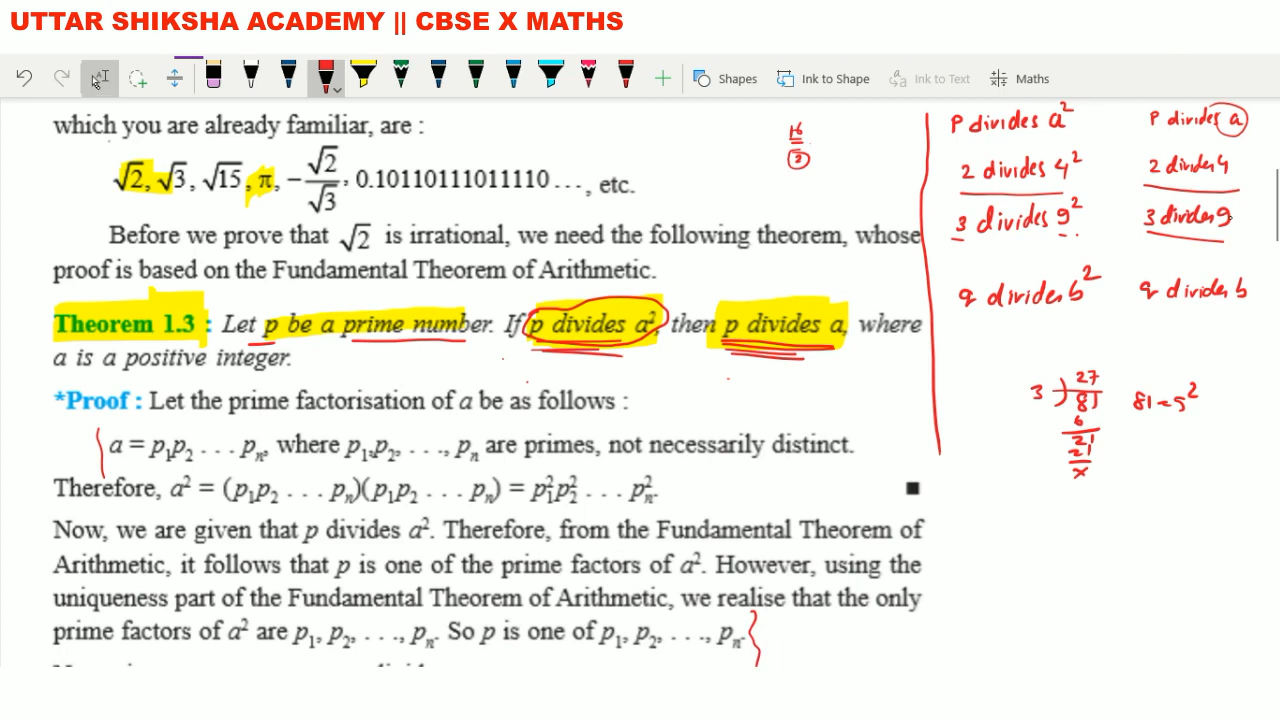 UTTAR SHIKSHA ACADEMY || CBSE X MATHS
Shapes
Ink to Shape
Ink to Text
Maths
which you are already familiar, are :
√2, √3, √15, π, −√2/√3, 0.10110111011110..., etc.
Before we prove that √2 is irrational, we need the following theorem, whose
proof is based on the Fundamental Theorem of Arithmetic.
Theorem 1.3 : Let p be a prime number. If p divides a², then p divides a, where
a is a positive integer.
*Proof : Let the prime factorisation of a be as follows :
a = p₁p₂ . . . pₙ, where p₁,p₂, . . ., pₙ are primes, not necessarily distinct.
Therefore, a² = (p₁p₂ . . . pₙ)(p₁p₂ . . . pₙ) = p₁²p₂² . . . pₙ².
Now, we are given that p divides a². Therefore, from the Fundamental Theorem of
Arithmetic, it follows that p is one of the prime factors of a². However, using the
uniqueness part of the Fundamental Theorem of Arithmetic, we realise that the only
prime factors of a² are p₁, p₂, . . ., pₙ. So p is one of p₁, p₂, . . ., pₙ.
16
2
P divides a²
P divides a
2 divides 4²
2 divides 4
3 divides 9²
3 divides 9
q divides b²
q divides b
27
3 ) 81
6
21
21
x